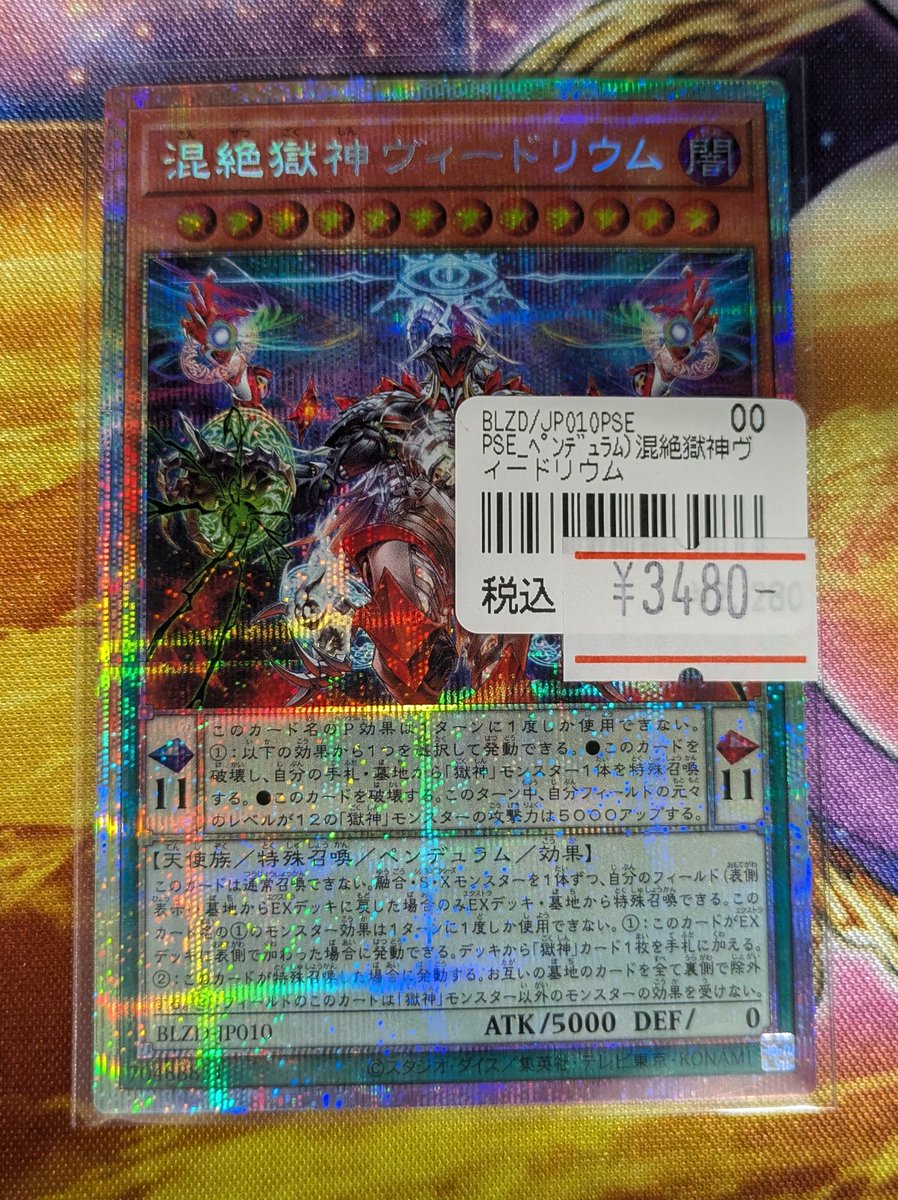 混絶獄神ヴィードリウム
闇
BLZD/JP010PSE 00
PSE_ペンデュラム)混絶獄神ヴ
ィードリウム
税込 ¥3480-
このカード名のP効果は1ターンに1度しか使用できない。
①:以下の効果から1つを選択して発動できる。●このカードを
破壊し、自分の手札・墓地から「獄神」モンスター1体を特殊召喚
する。●このカードを破壊する。このターン中、自分フィールドの元々
のレベルが12の「獄神」モンスターの攻撃力は5000アップする。
11
11
【天使族/特殊召喚/ペンデュラム/効果】
このカードは通常召喚できない。融合・S・Xモンスターを1体ずつ、自分のフィールド(表側
表示)・墓地からEXデッキに戻した場合のみEXデッキ・墓地から特殊召喚できる。この
カード名の①のモンスター効果は1ターンに1度しか使用できない。①:このカードがEX
デッキに表側で加わった場合に発動できる。デッキから「獄神」カード1枚を手札に加える。
②:このカードが特殊召喚した場合に発動する。お互いの墓地のカードを全て裏側で除外
フィールドのこのカードは「獄神」モンスター以外のモンスターの効果を受けない。
BLZD-JP010 ATK/5000 DEF/ 0
©スタジオ・ダイス/集英社・テレビ東京・KONAMI